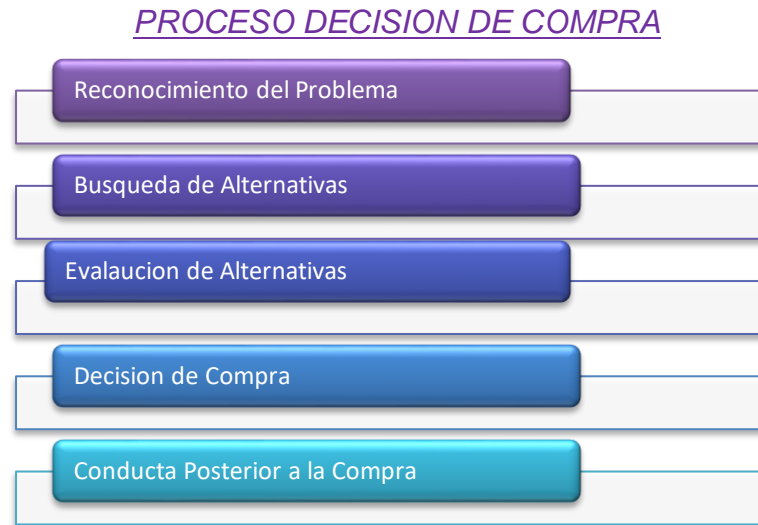 PROCESO DECISION DE COMPRA
Reconocimiento del Problema
Busqueda de Alternativas
Evalaucion de Alternativas
Decision de Compra
Conducta Posterior a la Compra